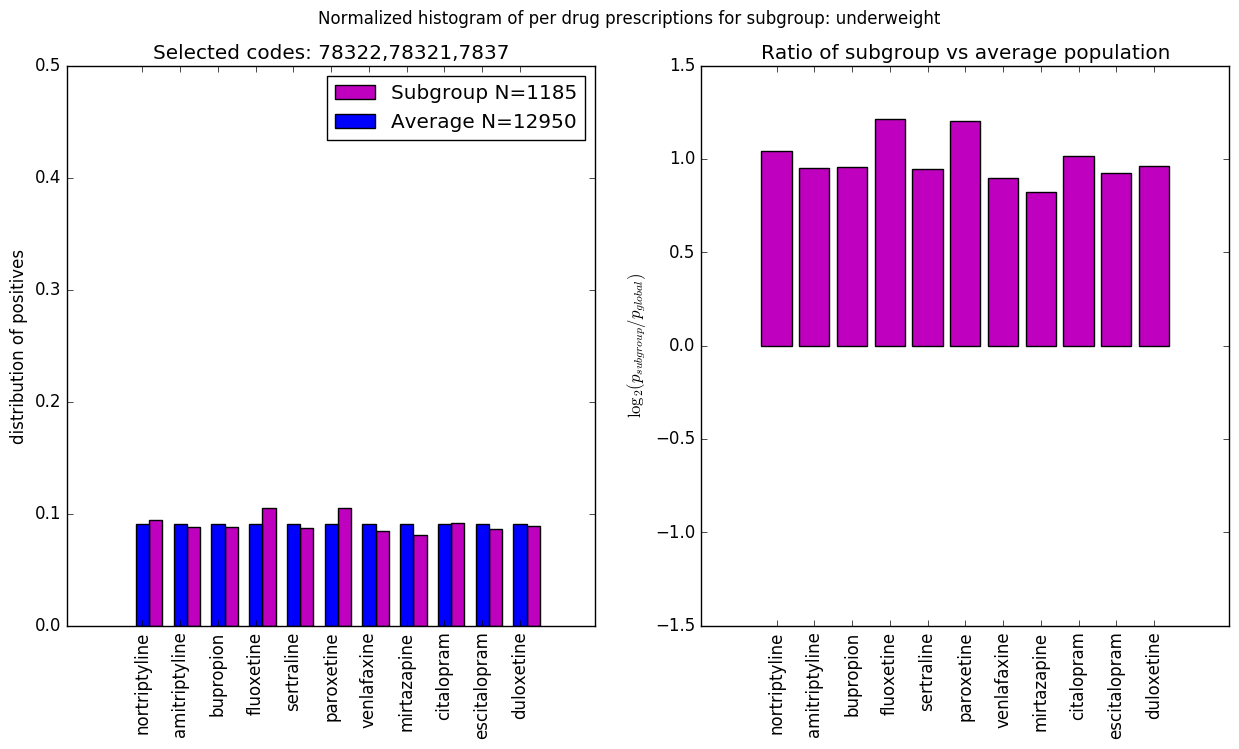 Normalized histogram of per drug prescriptions for subgroup: underweight
Selected codes: 78322,78321,7837
0.5
0.4
0.3
0.2
0.1
0.0
distribution of positives
Subgroup N=1185
Average N=12950
nortriptyline
amitriptyline
bupropion
fluoxetine
sertraline
paroxetine
venlafaxine
mirtazapine
citalopram
escitalopram
duloxetine
Ratio of subgroup vs average population
1.5
1.0
0.5
0.0
−0.5
−1.0
−1.5
log2(psubgroup/pglobal)
nortriptyline
amitriptyline
bupropion
fluoxetine
sertraline
paroxetine
venlafaxine
mirtazapine
citalopram
escitalopram
duloxetine